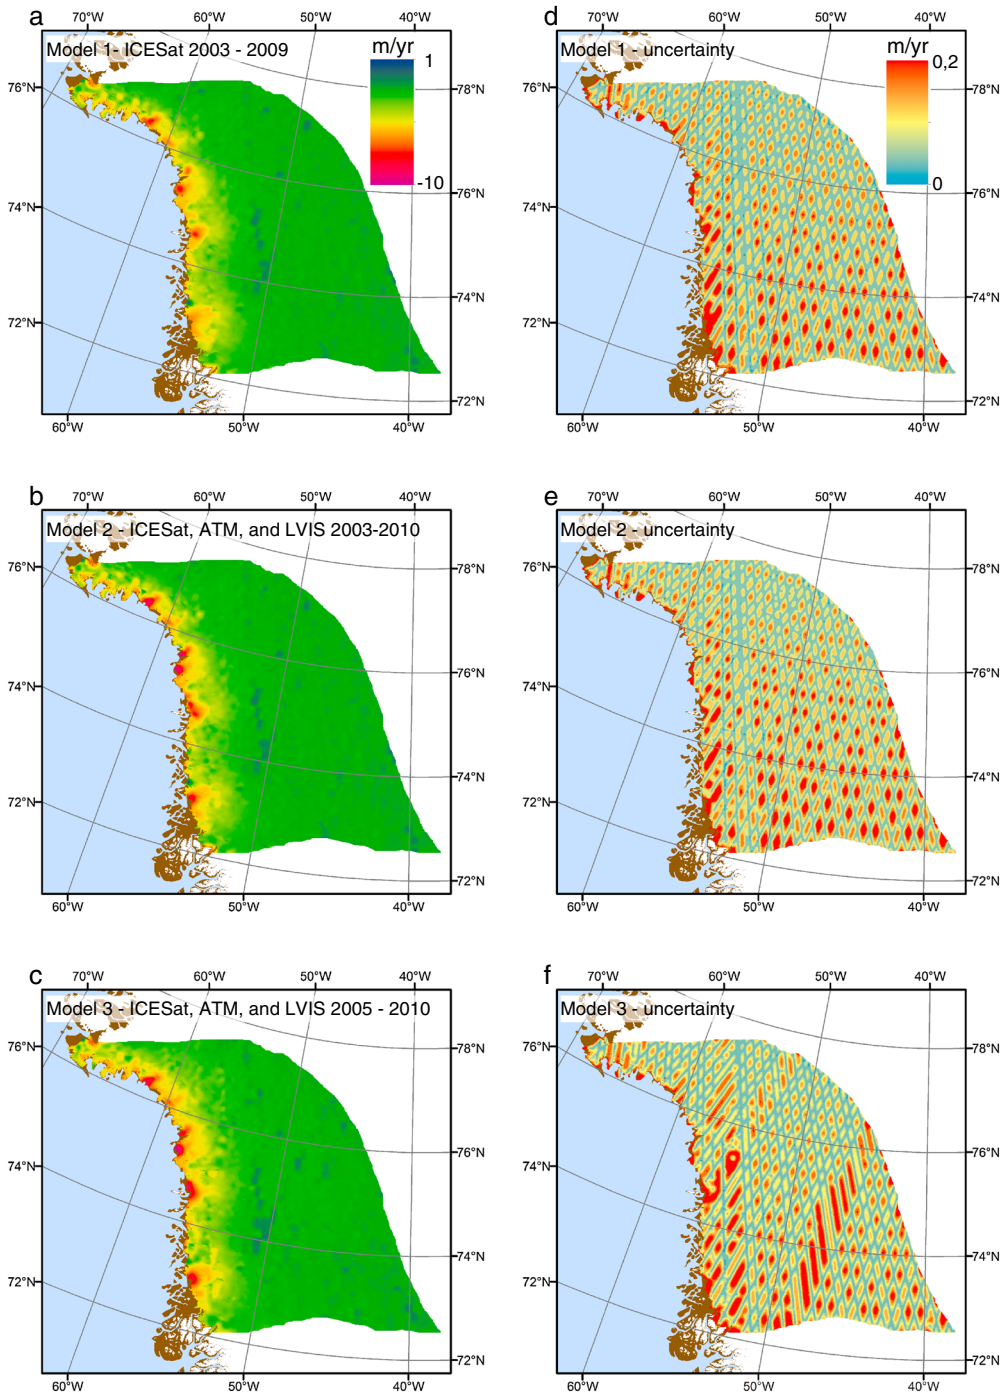 a
70°W 60°W 50°W 40°W
Model 1- ICESat 2003 - 2009
m/yr
1
-10
76°N
74°N
72°N
78°N
76°N
74°N
72°N
60°W 50°W 40°W
d
70°W 60°W 50°W 40°W
Model 1 - uncertainty
m/yr
0,2
0
76°N
74°N
72°N
78°N
76°N
74°N
72°N
60°W 50°W 40°W
b
70°W 60°W 50°W 40°W
Model 2 - ICESat, ATM, and LVIS 2003-2010
76°N
74°N
72°N
78°N
76°N
74°N
72°N
60°W 50°W 40°W
e
70°W 60°W 50°W 40°W
Model 2 - uncertainty
76°N
74°N
72°N
78°N
76°N
74°N
72°N
60°W 50°W 40°W
c
70°W 60°W 50°W 40°W
Model 3 - ICESat, ATM, and LVIS 2005 - 2010
76°N
74°N
72°N
78°N
76°N
74°N
72°N
60°W 50°W 40°W
f
70°W 60°W 50°W 40°W
Model 3 - uncertainty
76°N
74°N
72°N
78°N
76°N
74°N
72°N
60°W 50°W 40°W